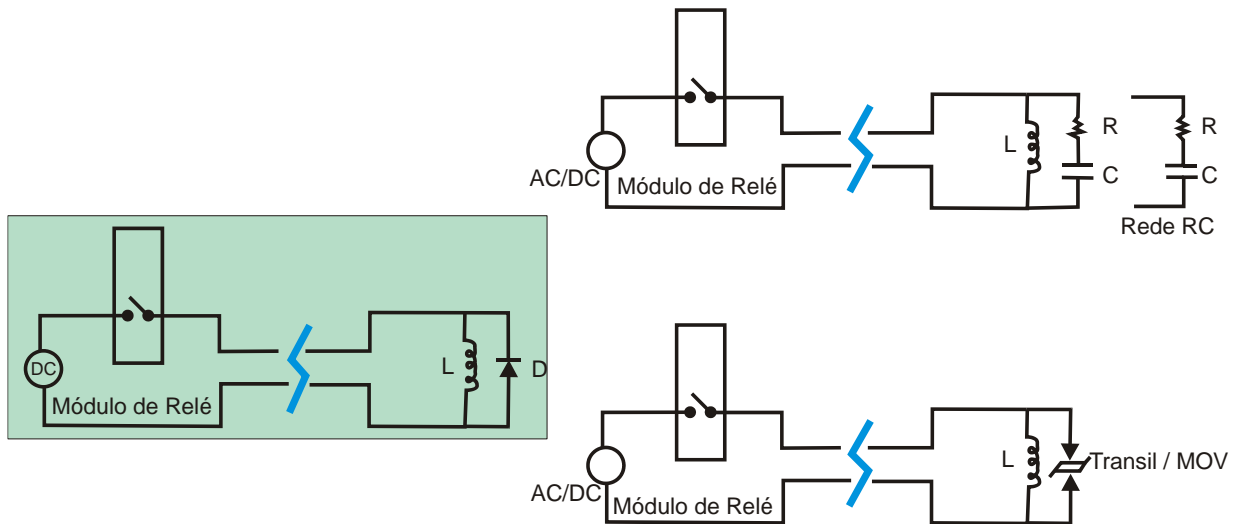 L
R
R
C
C
AC/DC
Módulo de Relé
Rede RC
DC
L
D
Módulo de Relé
L
Transil / MOV
AC/DC
Módulo de Relé